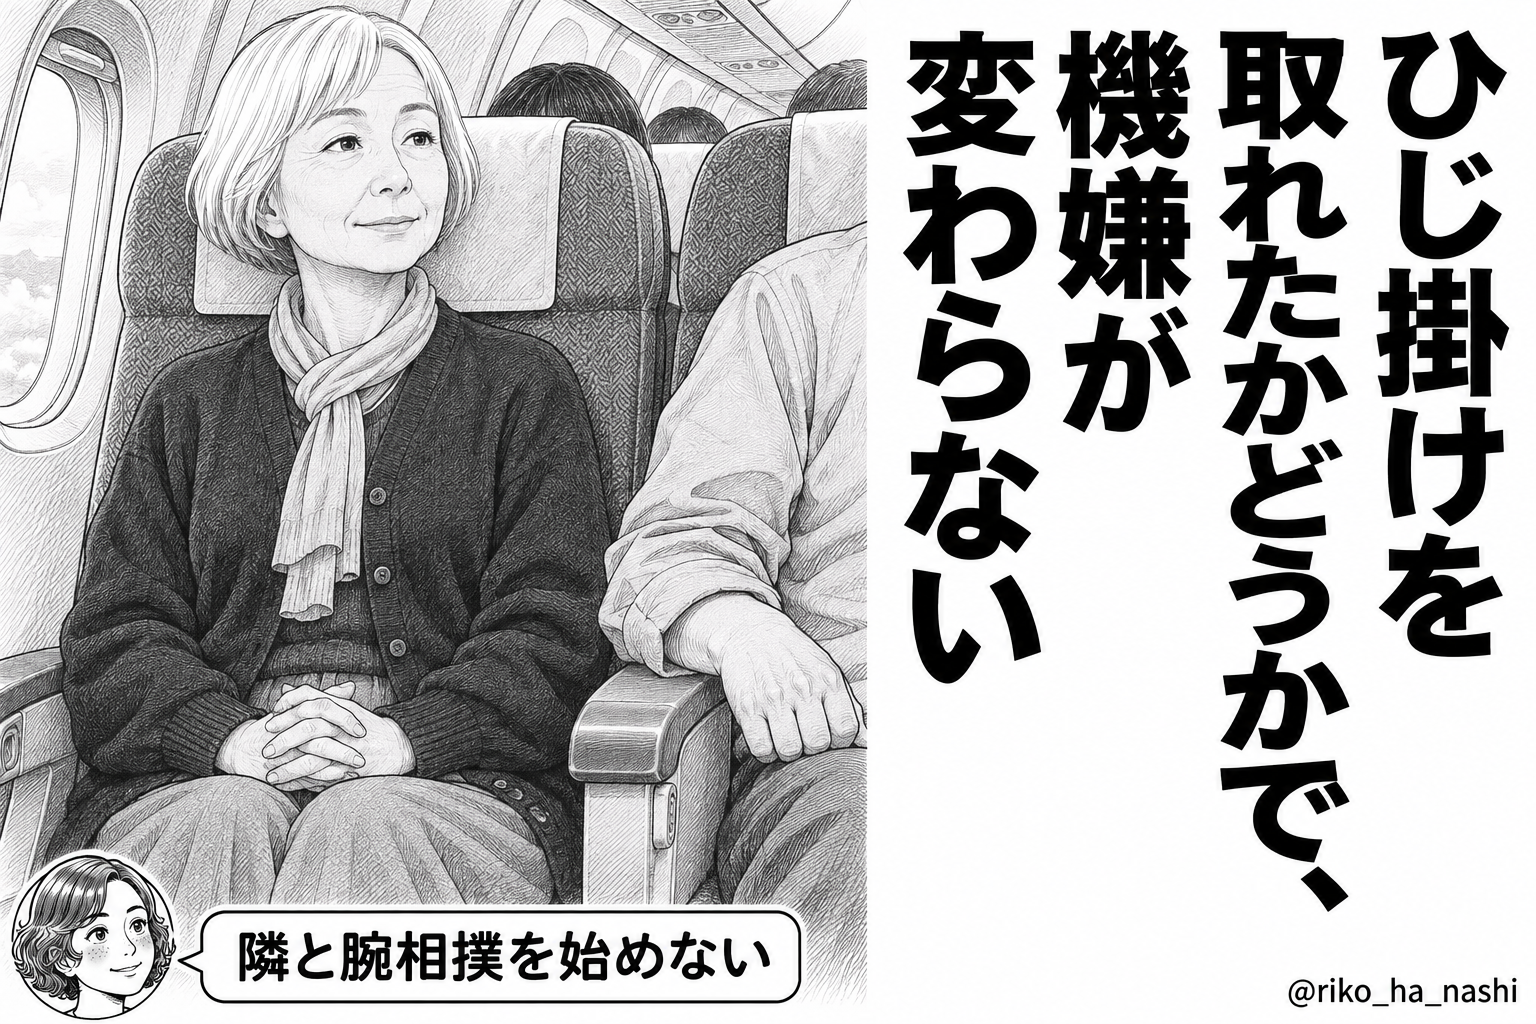 ひじ掛けを
取れたかどうかで、
機嫌が
変わらない
隣と腕相撲を始めない
@riko_ha_nashi